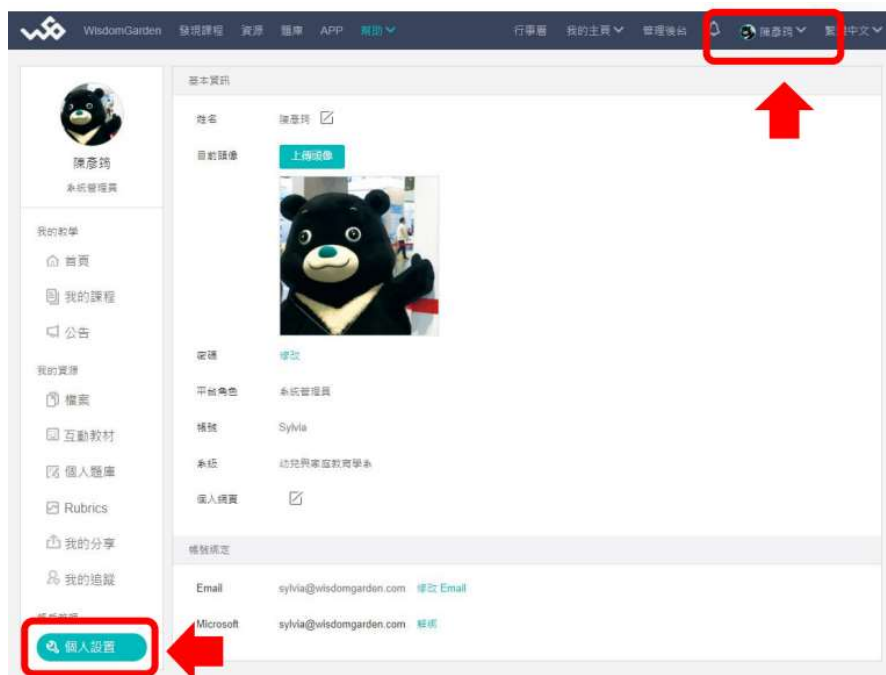 WisdomGarden 發現課程 資源 題庫 APP 幫助 行事曆 我的主頁 管理後台 陳彥筠 繁體中文
陳彥筠
系統管理員
我的教學
首頁
我的課程
公告
我的資源
檔案
互動教材
個人題庫
Rubrics
我的分享
我的追蹤
個人設置
基本資訊
姓名 陳彥筠
目前頭像 上傳頭像
密碼 修改
平台角色 系統管理員
帳號 Sylvia
系級 幼兒與家庭教育學系
個人網頁
帳號綁定
Email sylvia@wisdomgarden.com 修改 Email
Microsoft sylvia@wisdomgarden.com 解綁